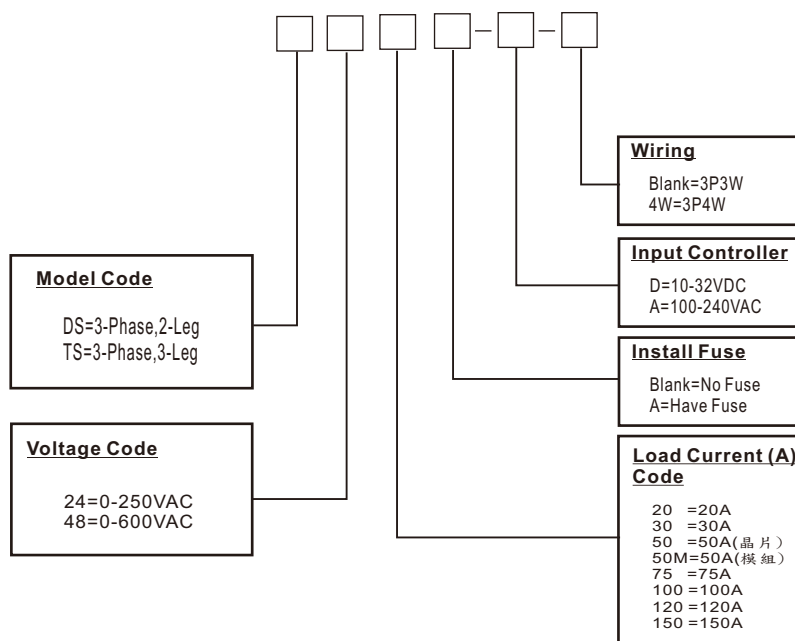 Model Code
DS=3-Phase,2-Leg
TS=3-Phase,3-Leg
Voltage Code
24=0-250VAC
48=0-600VAC
Wiring
Blank=3P3W
4W=3P4W
Input Controller
D=10-32VDC
A=100-240VAC
Install Fuse
Blank=No Fuse
A=Have Fuse
Load Current (A)
Code
20 =20A
30 =30A
50 =50A(晶片)
50M=50A(模組)
75 =75A
100 =100A
120 =120A
150 =150A